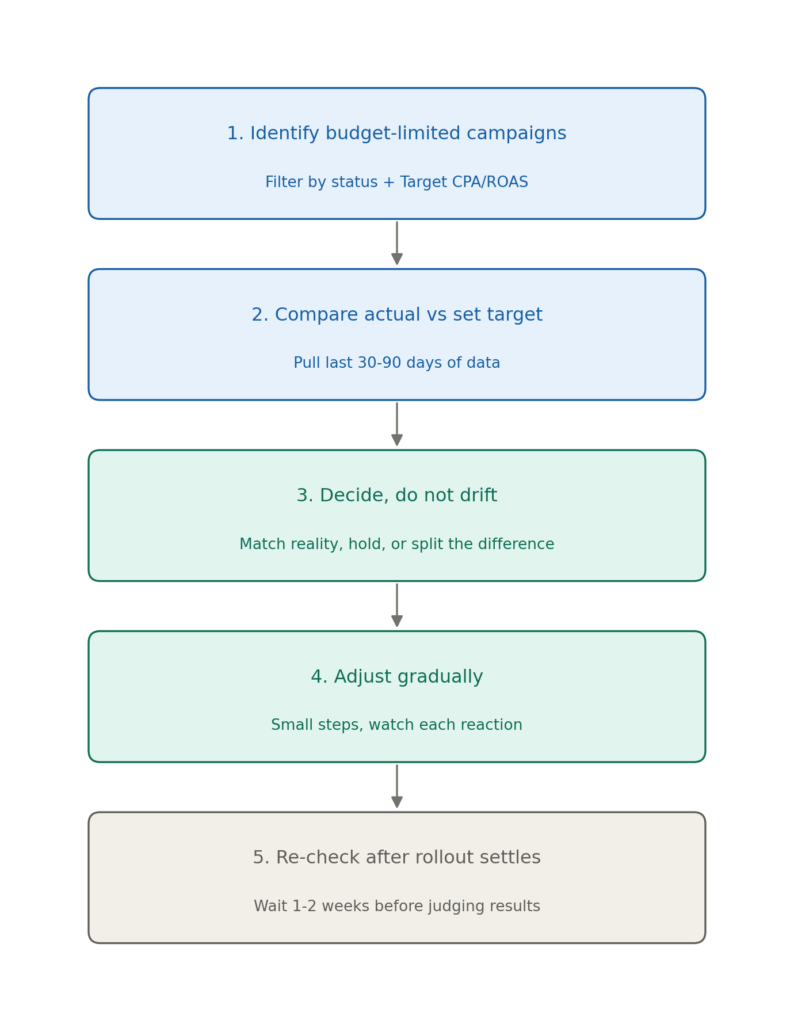 1. Identify budget-limited campaigns
Filter by status + Target CPA/ROAS
2. Compare actual vs set target
Pull last 30-90 days of data
3. Decide, do not drift
Match reality, hold, or split the difference
4. Adjust gradually
Small steps, watch each reaction
5. Re-check after rollout settles
Wait 1-2 weeks before judging results